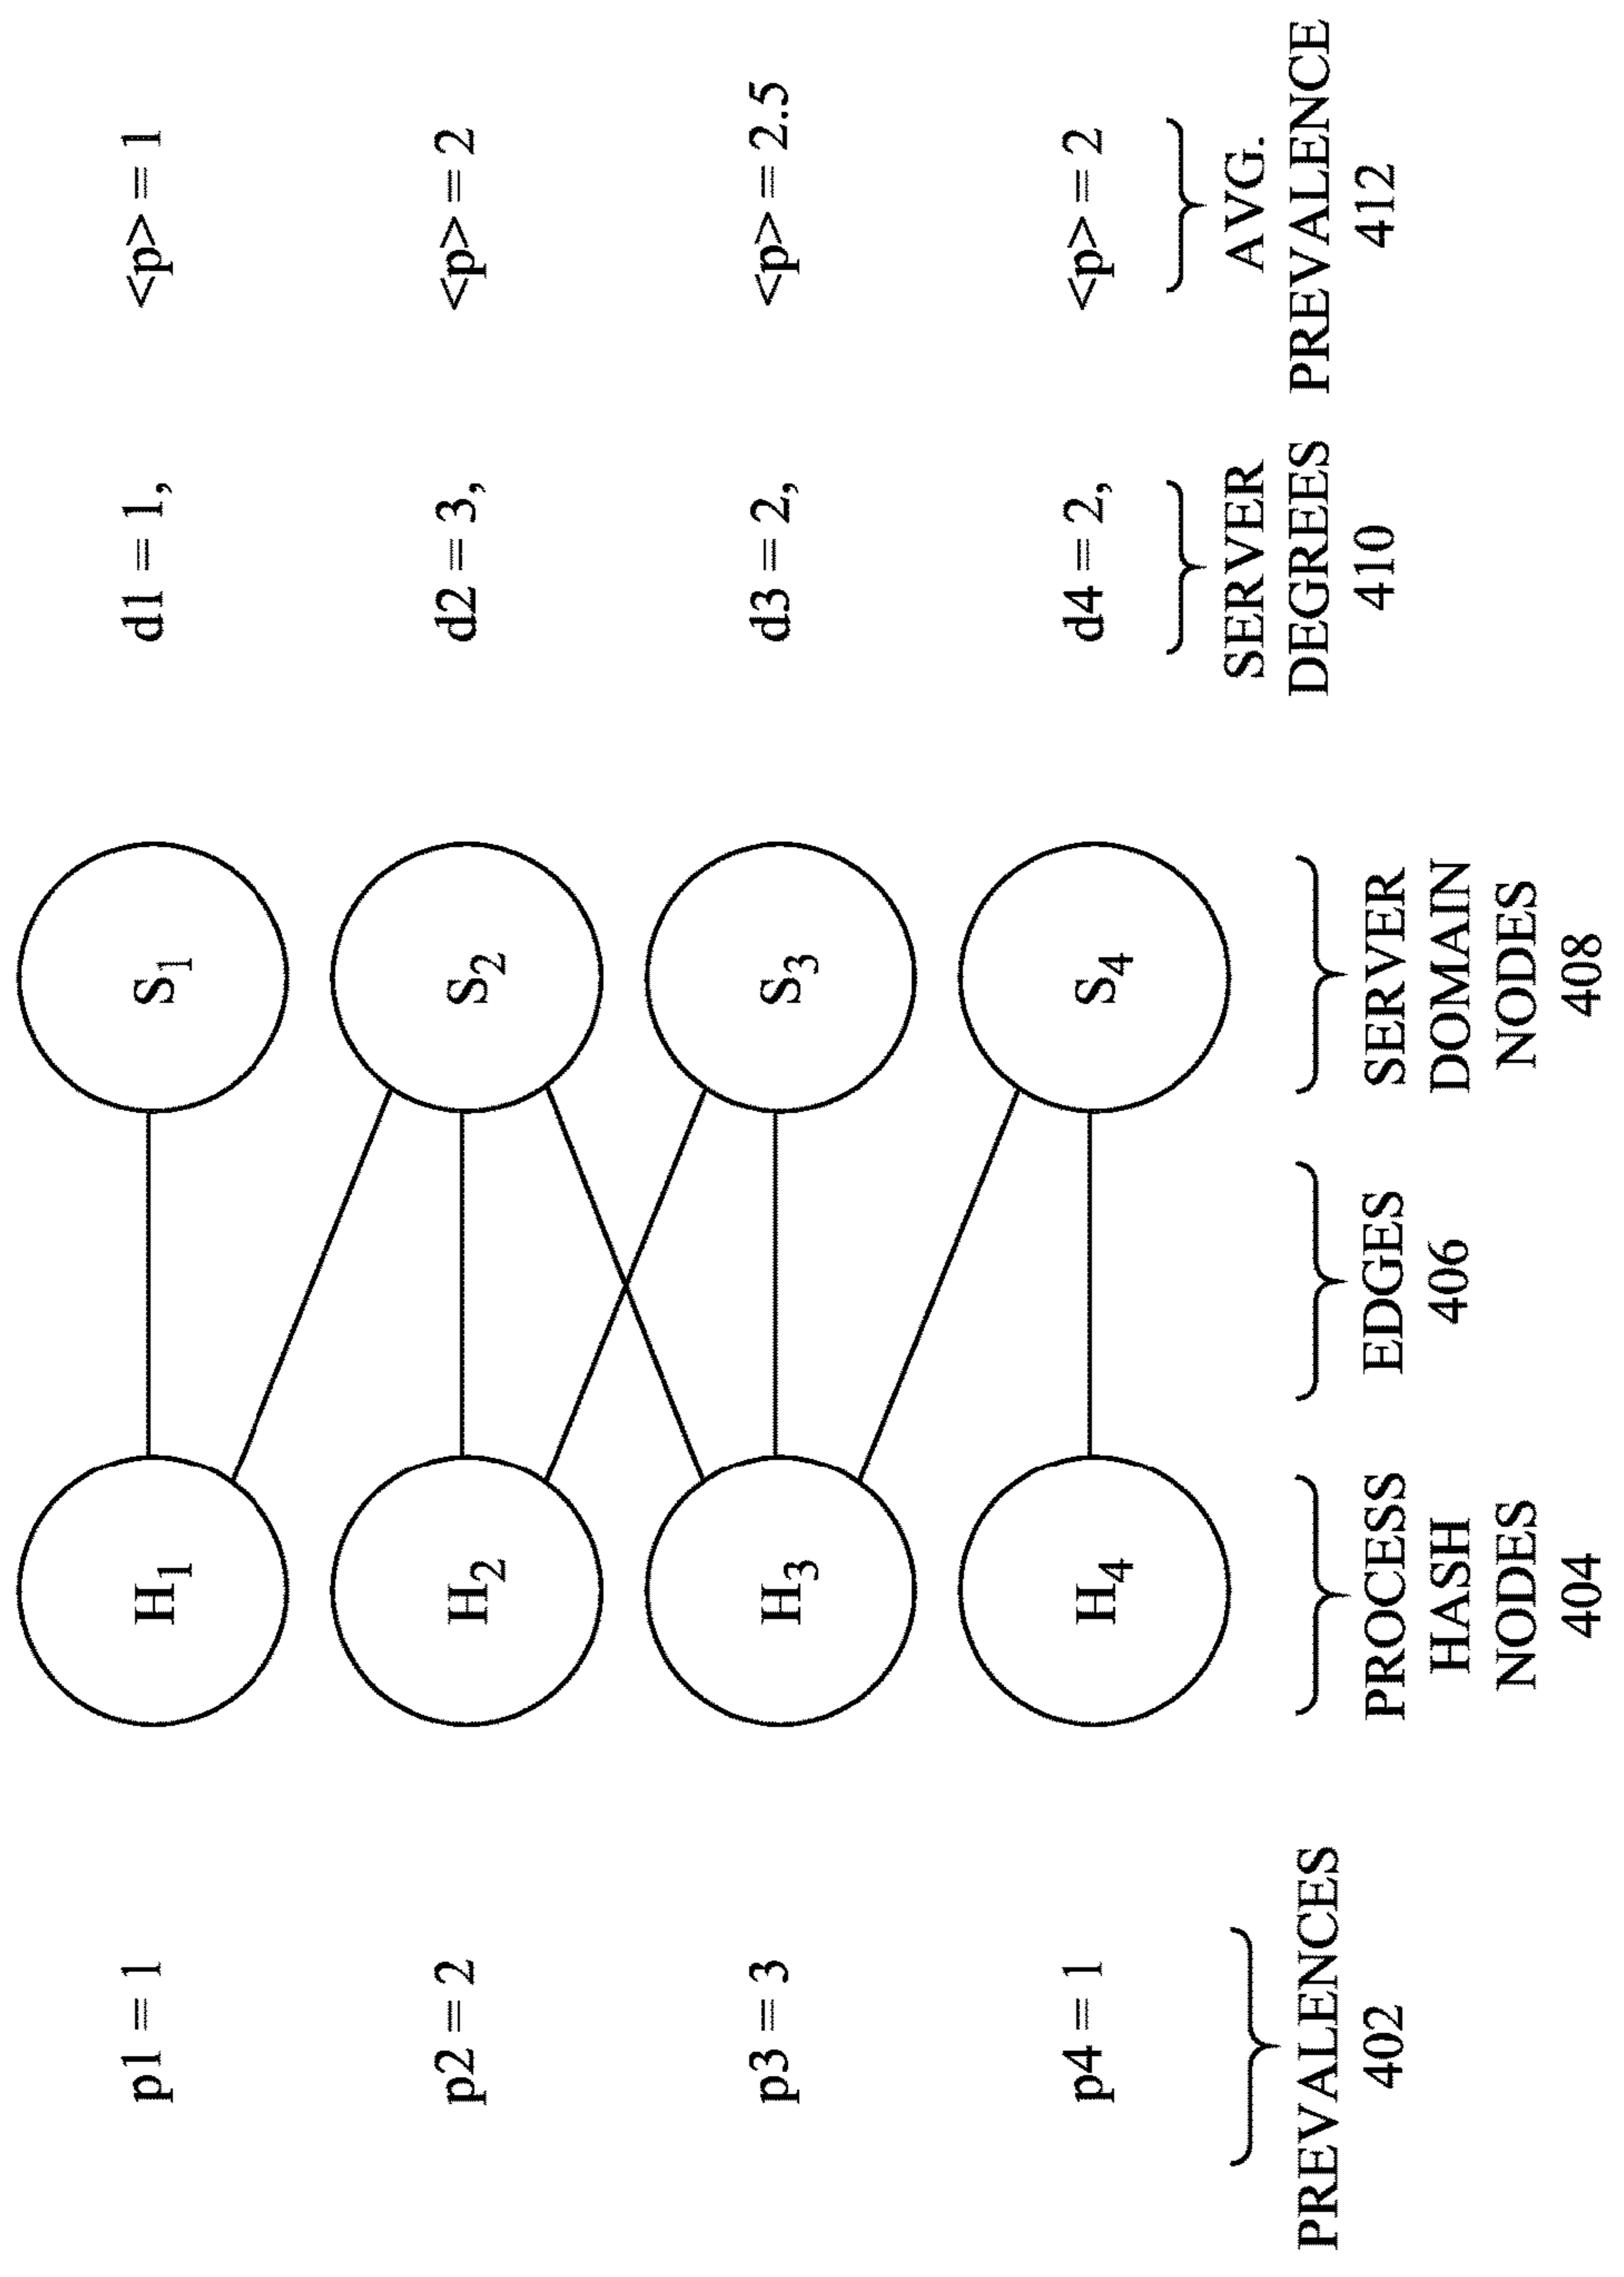 p1 = 1
H1
S1
d1 = 1,
<p> = 1
p2 = 2
H2
S2
d2 = 3,
<p> = 2
p3 = 3
H3
S3
d3 = 2,
<p> = 2.5
p4 = 1
H4
S4
d4 = 2,
<p> = 2
PREVALENCES
402
PROCESS
HASH
NODES
404
EDGES
406
SERVER
DOMAIN
NODES
408
SERVER
DEGREES
410
AVG.
PREVALENCE
412